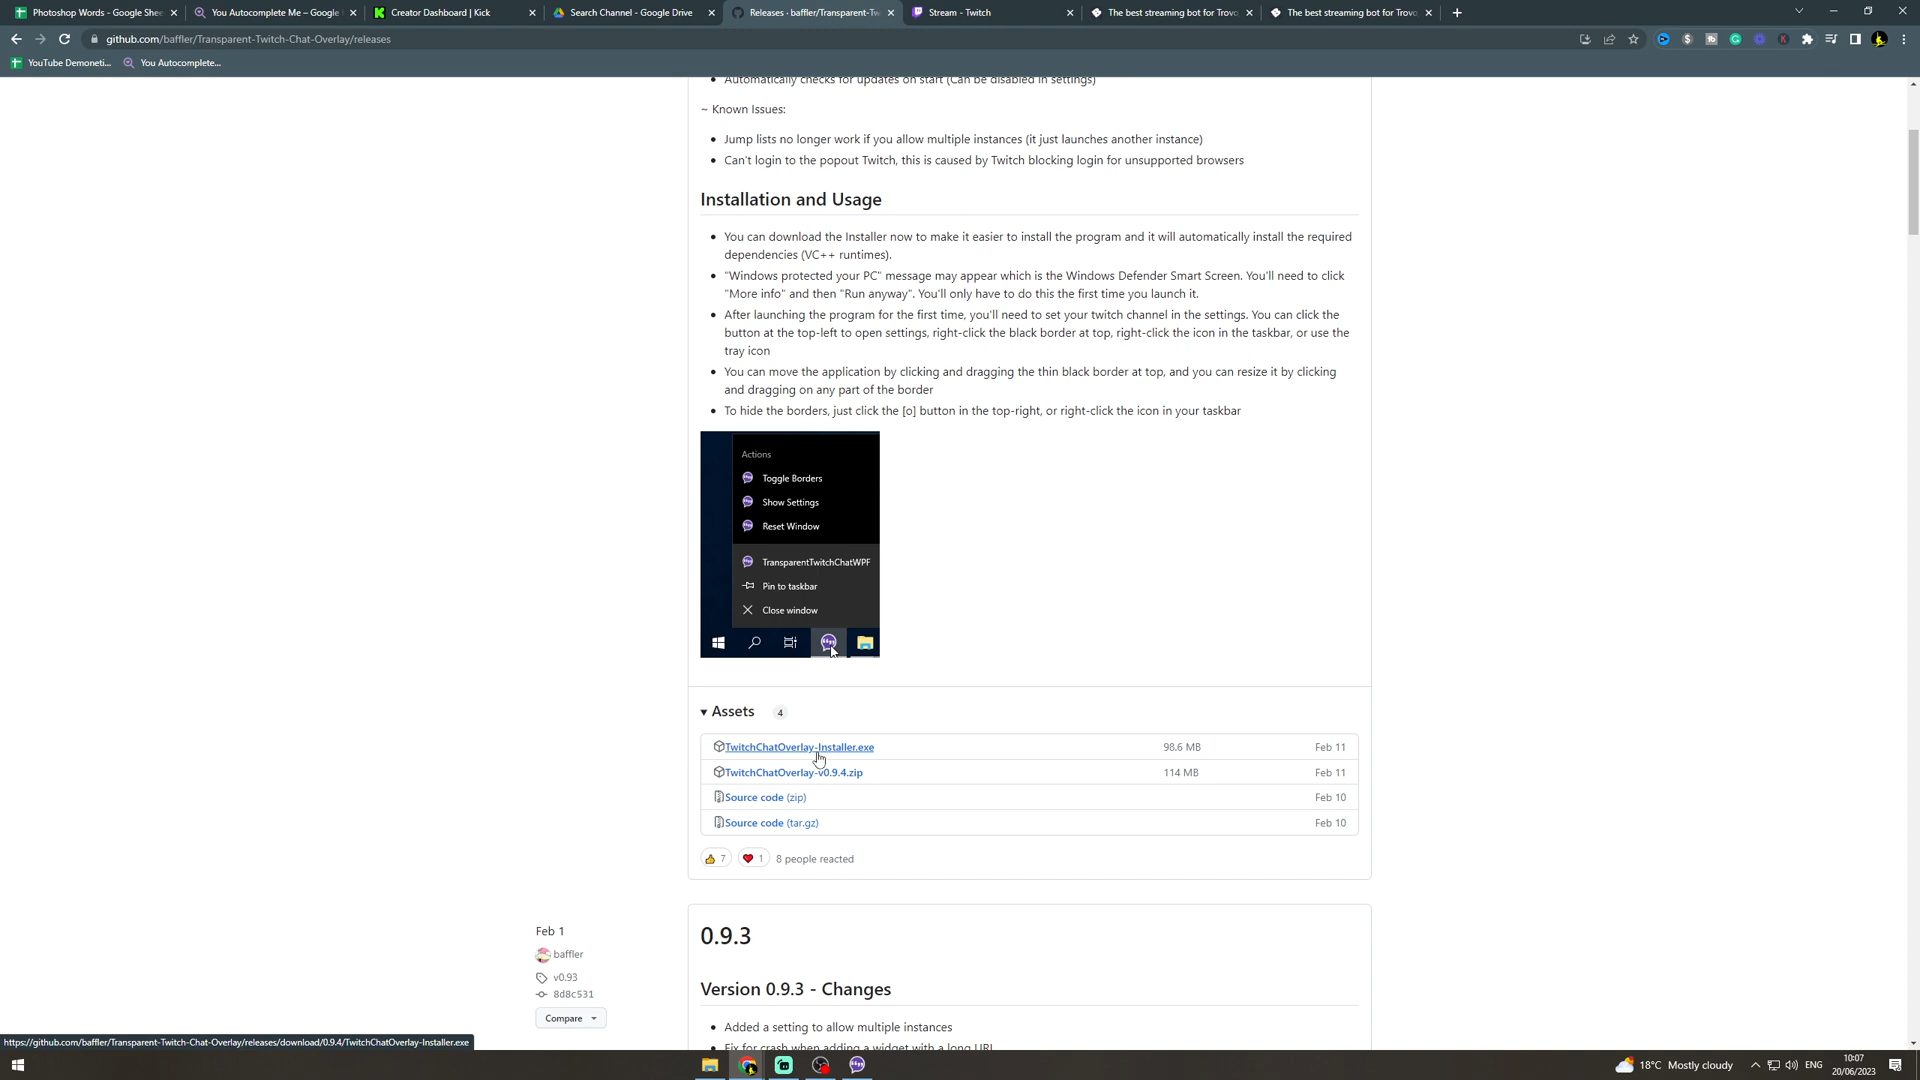 Photoshop Words - Google Shee
You Autocomplete Me – Google
Creator Dashboard | Kick
Search Channel - Google Drive
Releases · baffler/Transparent-Tw
Stream - Twitch
The best streaming bot for Trovo
The best streaming bot for Trovo
github.com/baffler/Transparent-Twitch-Chat-Overlay/releases
YouTube Demoneti...
You Autocomplete...
Automatically checks for updates on start (Can be disabled in settings)
~ Known Issues:
Jump lists no longer work if you allow multiple instances (it just launches another instance)
Can't login to the popout Twitch, this is caused by Twitch blocking login for unsupported browsers
Installation and Usage
You can download the Installer now to make it easier to install the program and it will automatically install the required
dependencies (VC++ runtimes).
"Windows protected your PC" message may appear which is the Windows Defender Smart Screen. You'll need to click
"More info" and then "Run anyway". You'll only have to do this the first time you launch it.
After launching the program for the first time, you'll need to set your twitch channel in the settings. You can click the
button at the top-left to open settings, right-click the black border at top, right-click the icon in the taskbar, or use the
tray icon
You can move the application by clicking and dragging the thin black border at top, and you can resize it by clicking
and dragging on any part of the border
To hide the borders, just click the [o] button in the top-right, or right-click the icon in your taskbar
Actions
Toggle Borders
Show Settings
Reset Window
TransparentTwitchChatWPF
Pin to taskbar
Close window
Assets 4
TwitchChatOverlay-Installer.exe 98.6 MB Feb 11
TwitchChatOverlay-v0.9.4.zip 114 MB Feb 11
Source code (zip) Feb 10
Source code (tar.gz) Feb 10
7 1 8 people reacted
Feb 1
baffler
v0.93
8d8c531
Compare
0.9.3
Version 0.9.3 - Changes
Added a setting to allow multiple instances
Fix for crash when adding a widget with a long URL
https://github.com/baffler/Transparent-Twitch-Chat-Overlay/releases/download/0.9.4/TwitchChatOverlay-Installer.exe
18°C Mostly cloudy
ENG
10:07
20/06/2023